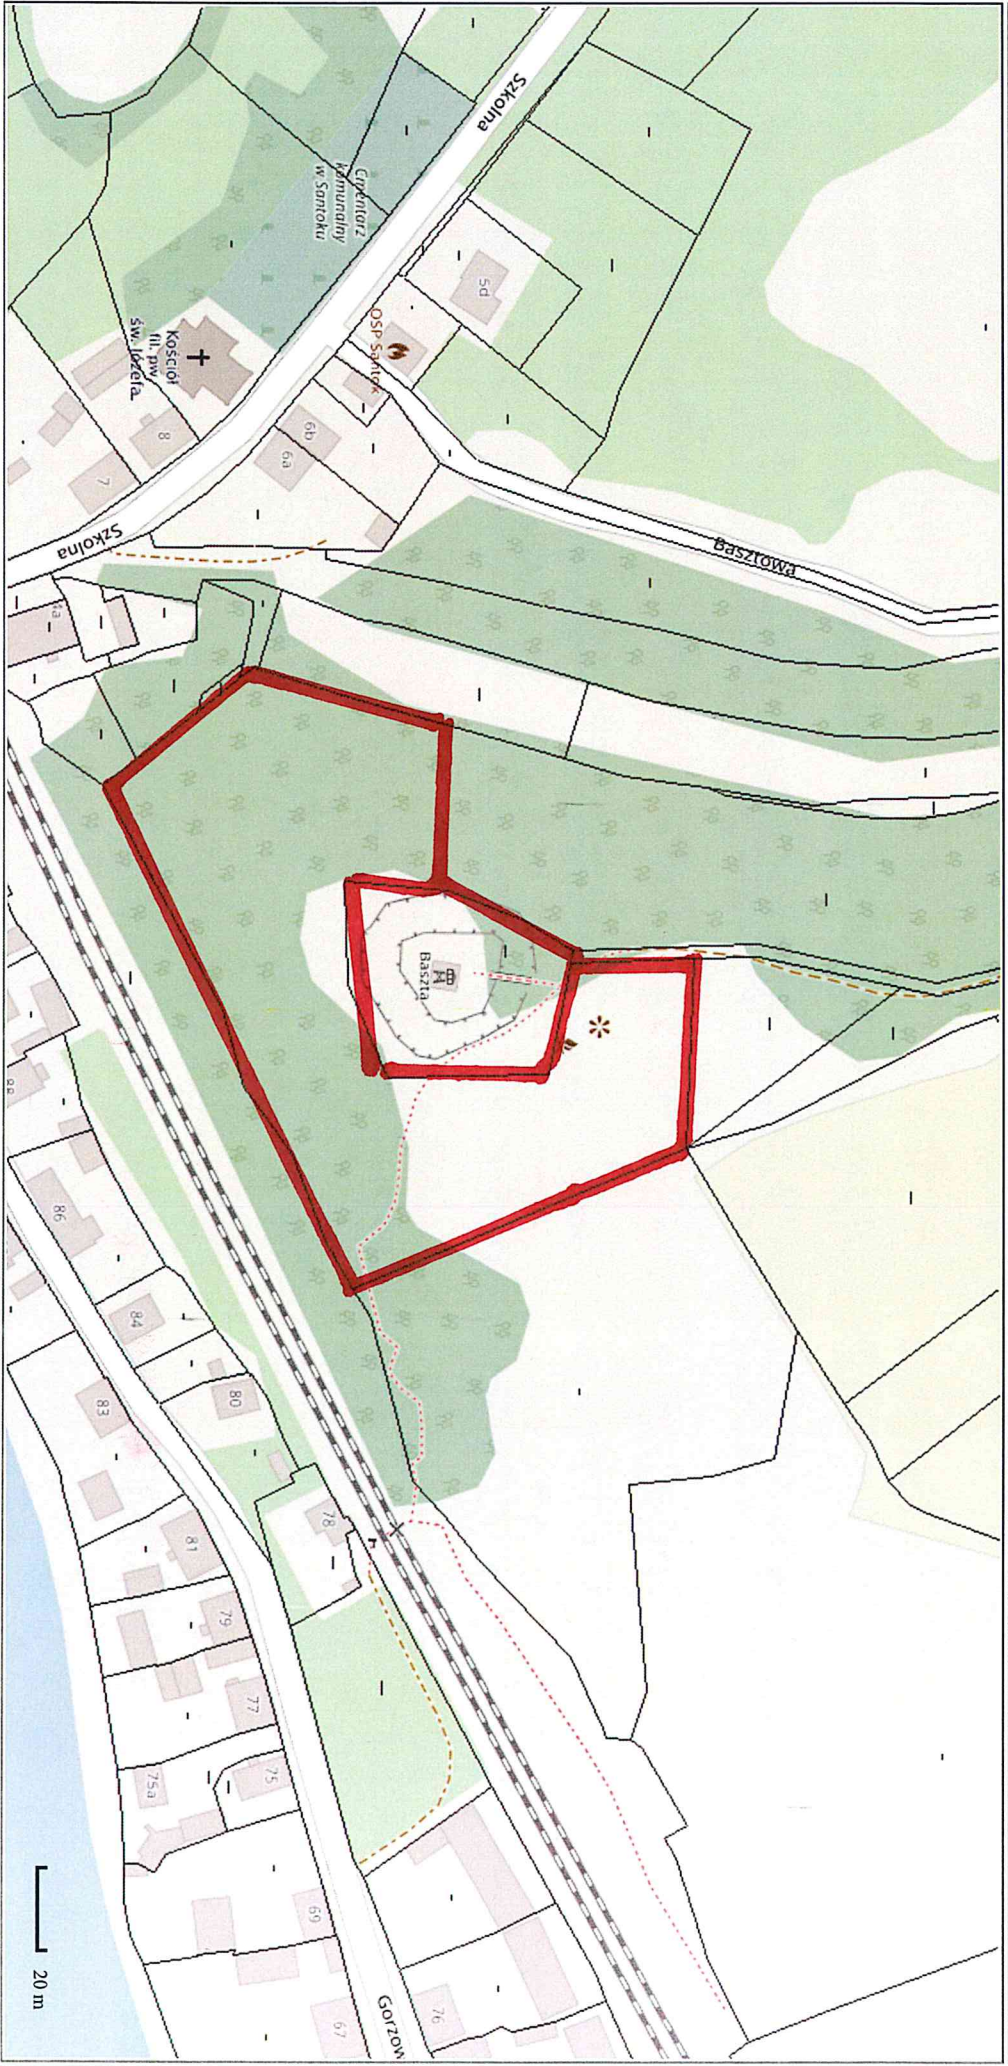 Szkolna
Cmentarz
komunalny
w Santoku
5d
OSP Santok
Kościół
fil. pw.
św. Józefa
8
7
6b
6a
Szkolna
Basztowa
Baszta
86
84
83
80
78
81
79
77
75
75a
69
67
76
Gorzow
20 m